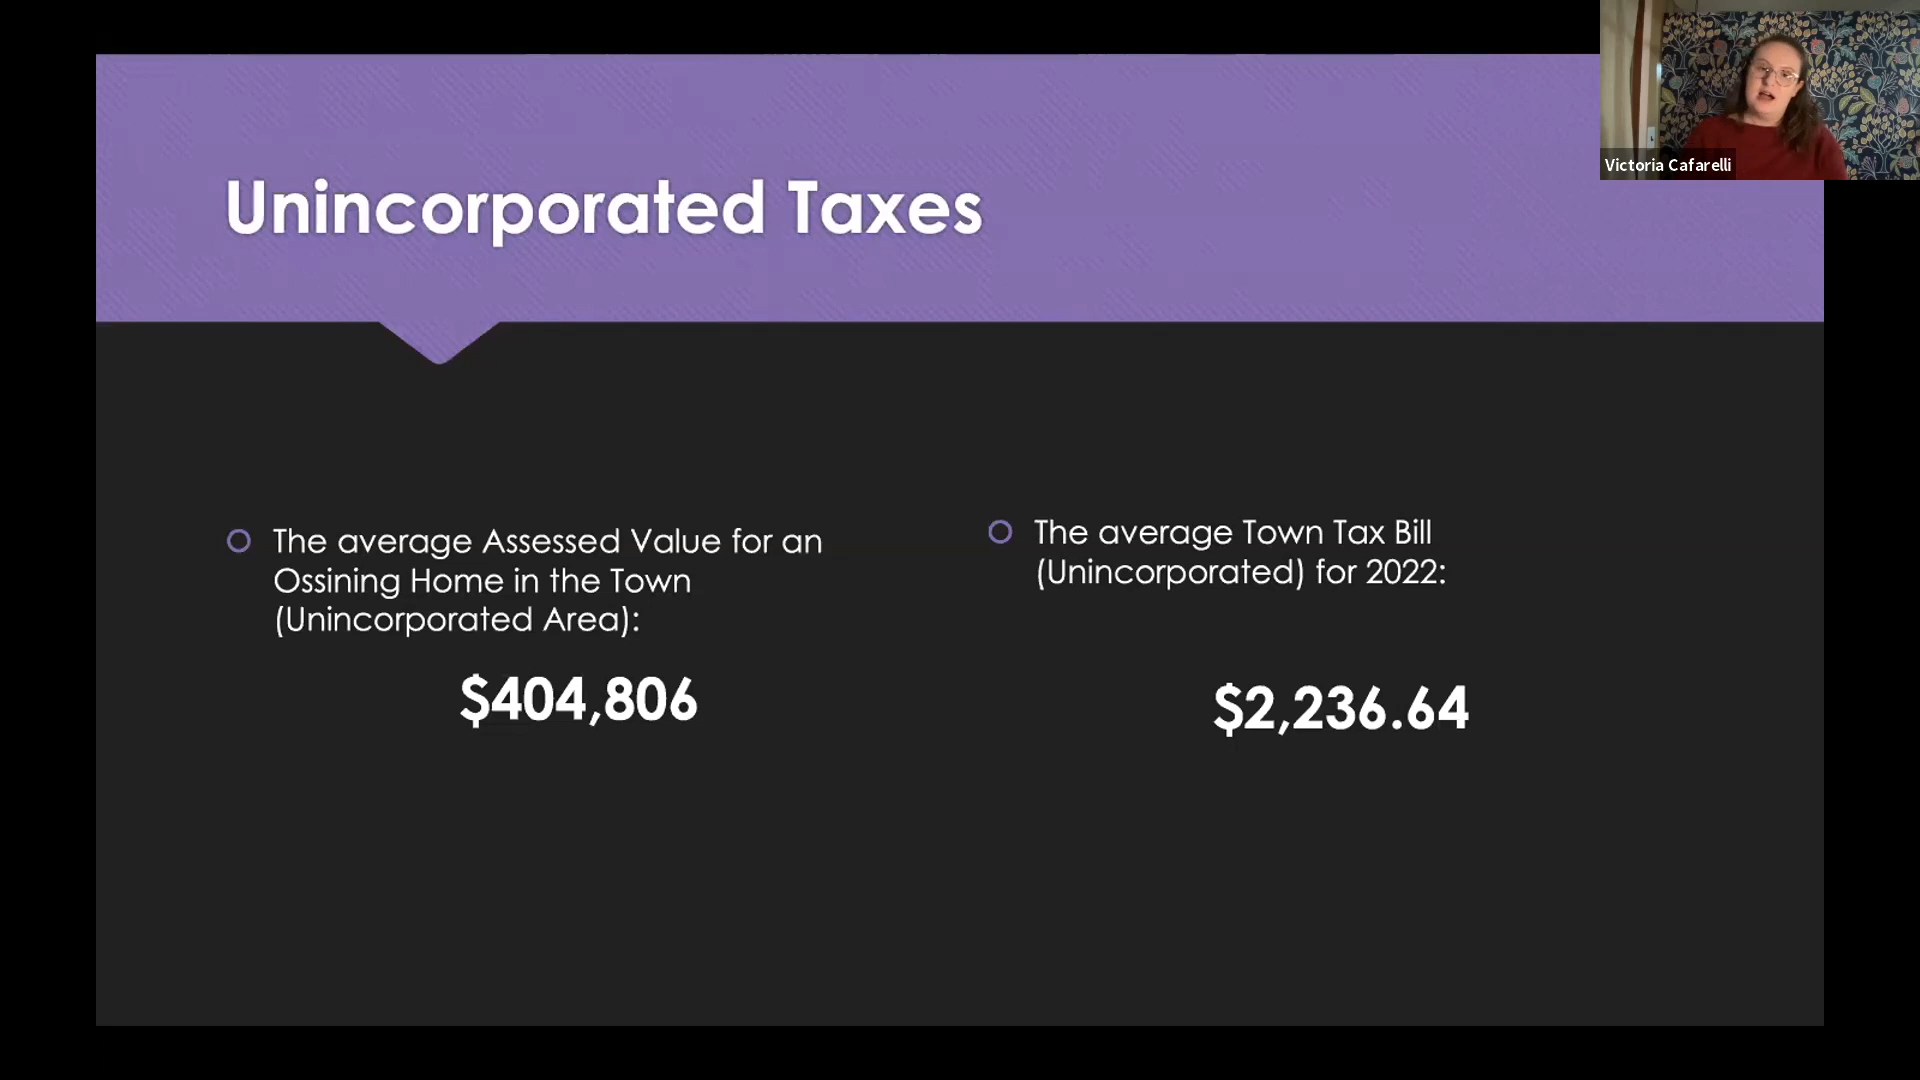 Victoria Cafarelli
Unincorporated Taxes
The average Assessed Value for an
Ossining Home in the Town
(Unincorporated Area):
$404,806
The average Town Tax Bill
(Unincorporated) for 2022:
$2,236.64